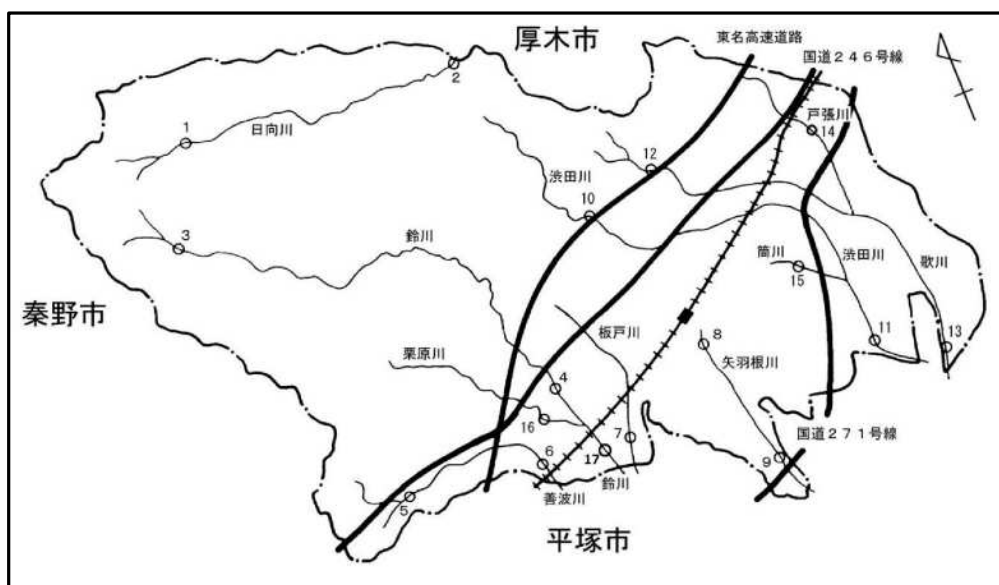 厚木市
東名高速道路
国道246号線
2
戸張川
14
1
日向川
12
渋田川
10
3
鈴川
筒川
15
渋田川
歌川
秦野市
板戸川
8
矢羽根川
11
13
栗原川
4
16
7
国道271号線
6
17
9
5
鈴川
善波川
平塚市